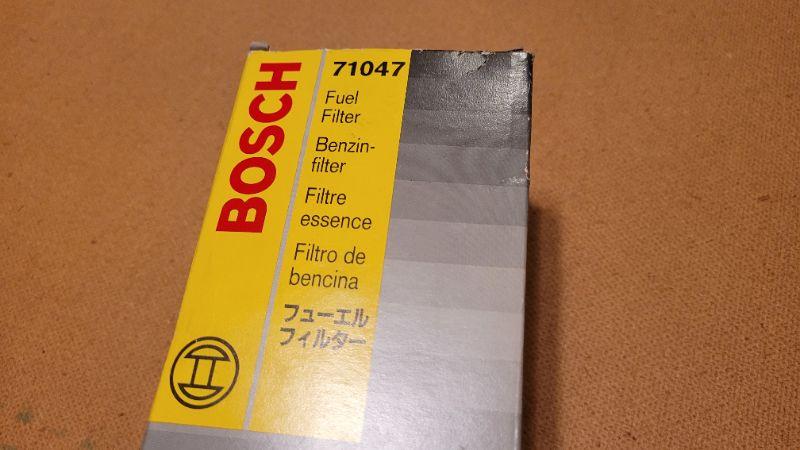 BOSCH
71047
Fuel
Filter
Benzin-
filter
Filtre
essence
Filtro de
bencina
フューエル
フィルター